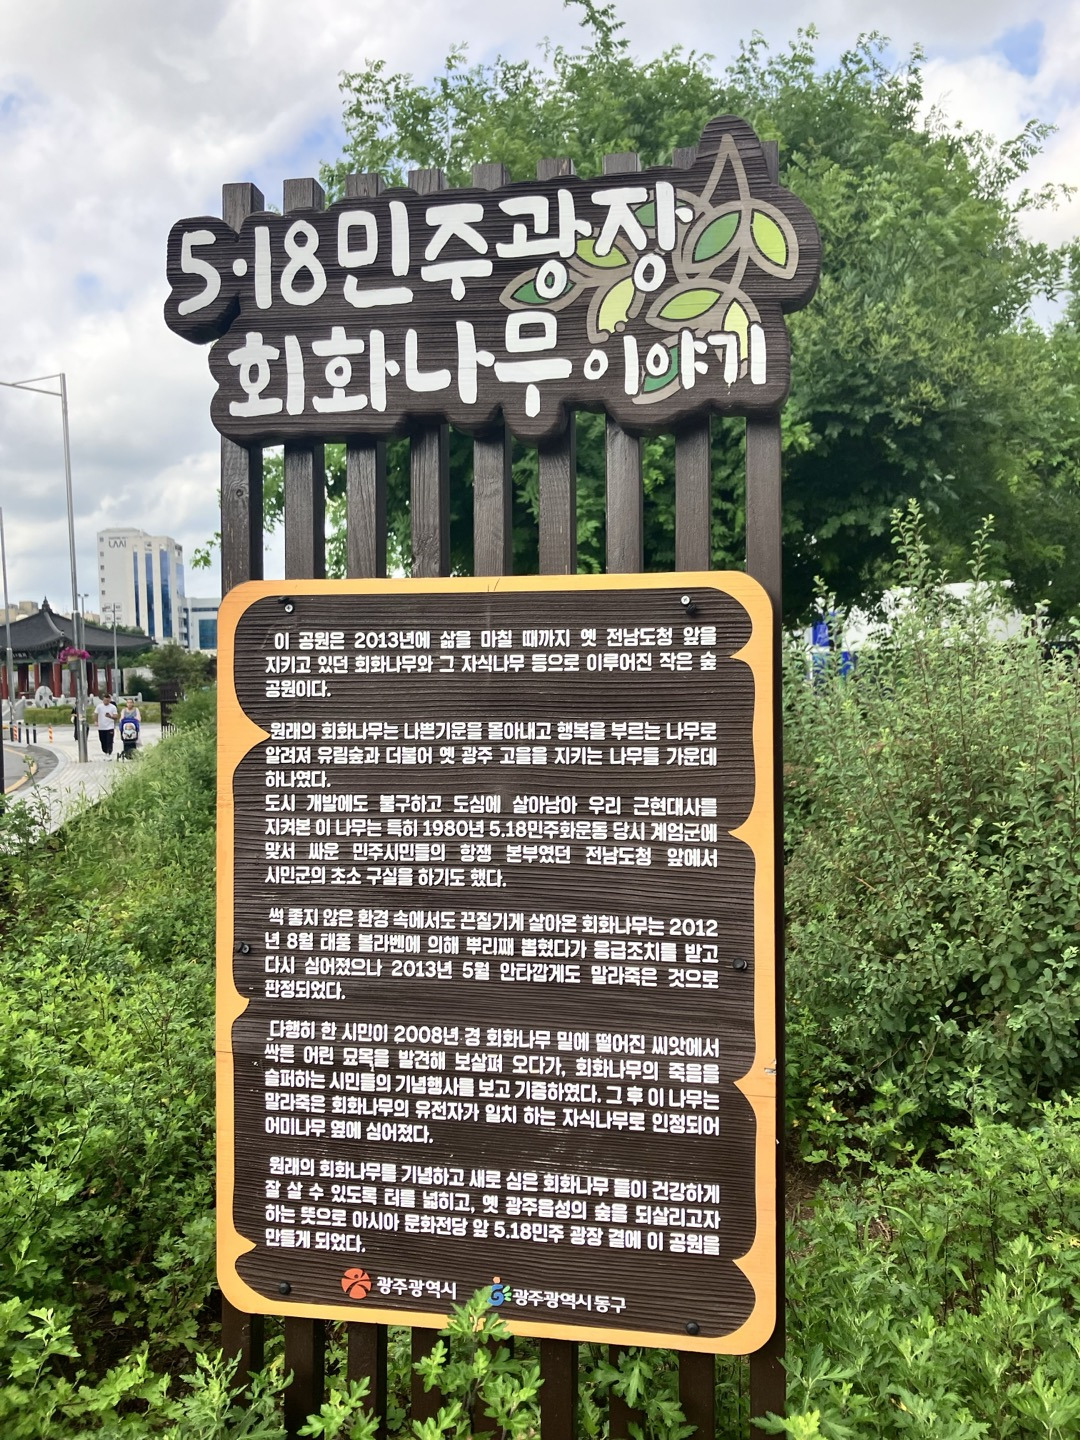 5·18민주광장
회화나무이야기
LAAI
이 공원은 2013년에 삶을 마칠 때까지 옛 전남도청 앞을
지키고 있던 회화나무와 그 자식나무 등으로 이루어진 작은 숲
공원이다.
원래의 회화나무는 나쁜기운을 몰아내고 행복을 부르는 나무로
알려져 유림숲과 더불어 옛 광주 고을을 지키는 나무들 가운데
하나였다.
도시 개발에도 불구하고 도심에 살아남아 우리 근현대사를
지켜본 이 나무는 특히 1980년 5.18민주화운동 당시 계엄군에
맞서 싸운 민주시민들의 항쟁 본부였던 전남도청 앞에서
시민군의 초소 구실을 하기도 했다.
썩 좋지 않은 환경 속에서도 끈질기게 살아온 회화나무는 2012
년 8월 태풍 볼라벤에 의해 뿌리째 뽑혔다가 응급조치를 받고
다시 심어졌으나 2013년 5월 안타깝게도 말라죽은 것으로
판정되었다.
다행히 한 시민이 2008년 경 회화나무 밑에 떨어진 씨앗에서
싹튼 어린 묘목을 발견해 보살펴 오다가, 회화나무의 죽음을
슬퍼하는 시민들의 기념행사를 보고 기증하였다. 그 후 이 나무는
말라죽은 회화나무의 유전자가 일치 하는 자식나무로 인정되어
어미나무 옆에 심어졌다.
원래의 회화나무를 기념하고 새로 심은 회화나무 들이 건강하게
잘 살 수 있도록 터를 넓히고, 옛 광주읍성의 숲을 되살리고자
하는 뜻으로 아시아 문화전당 앞 5.18민주 광장 곁에 이 공원을
만들게 되었다.
광주광역시 광주광역시 동구